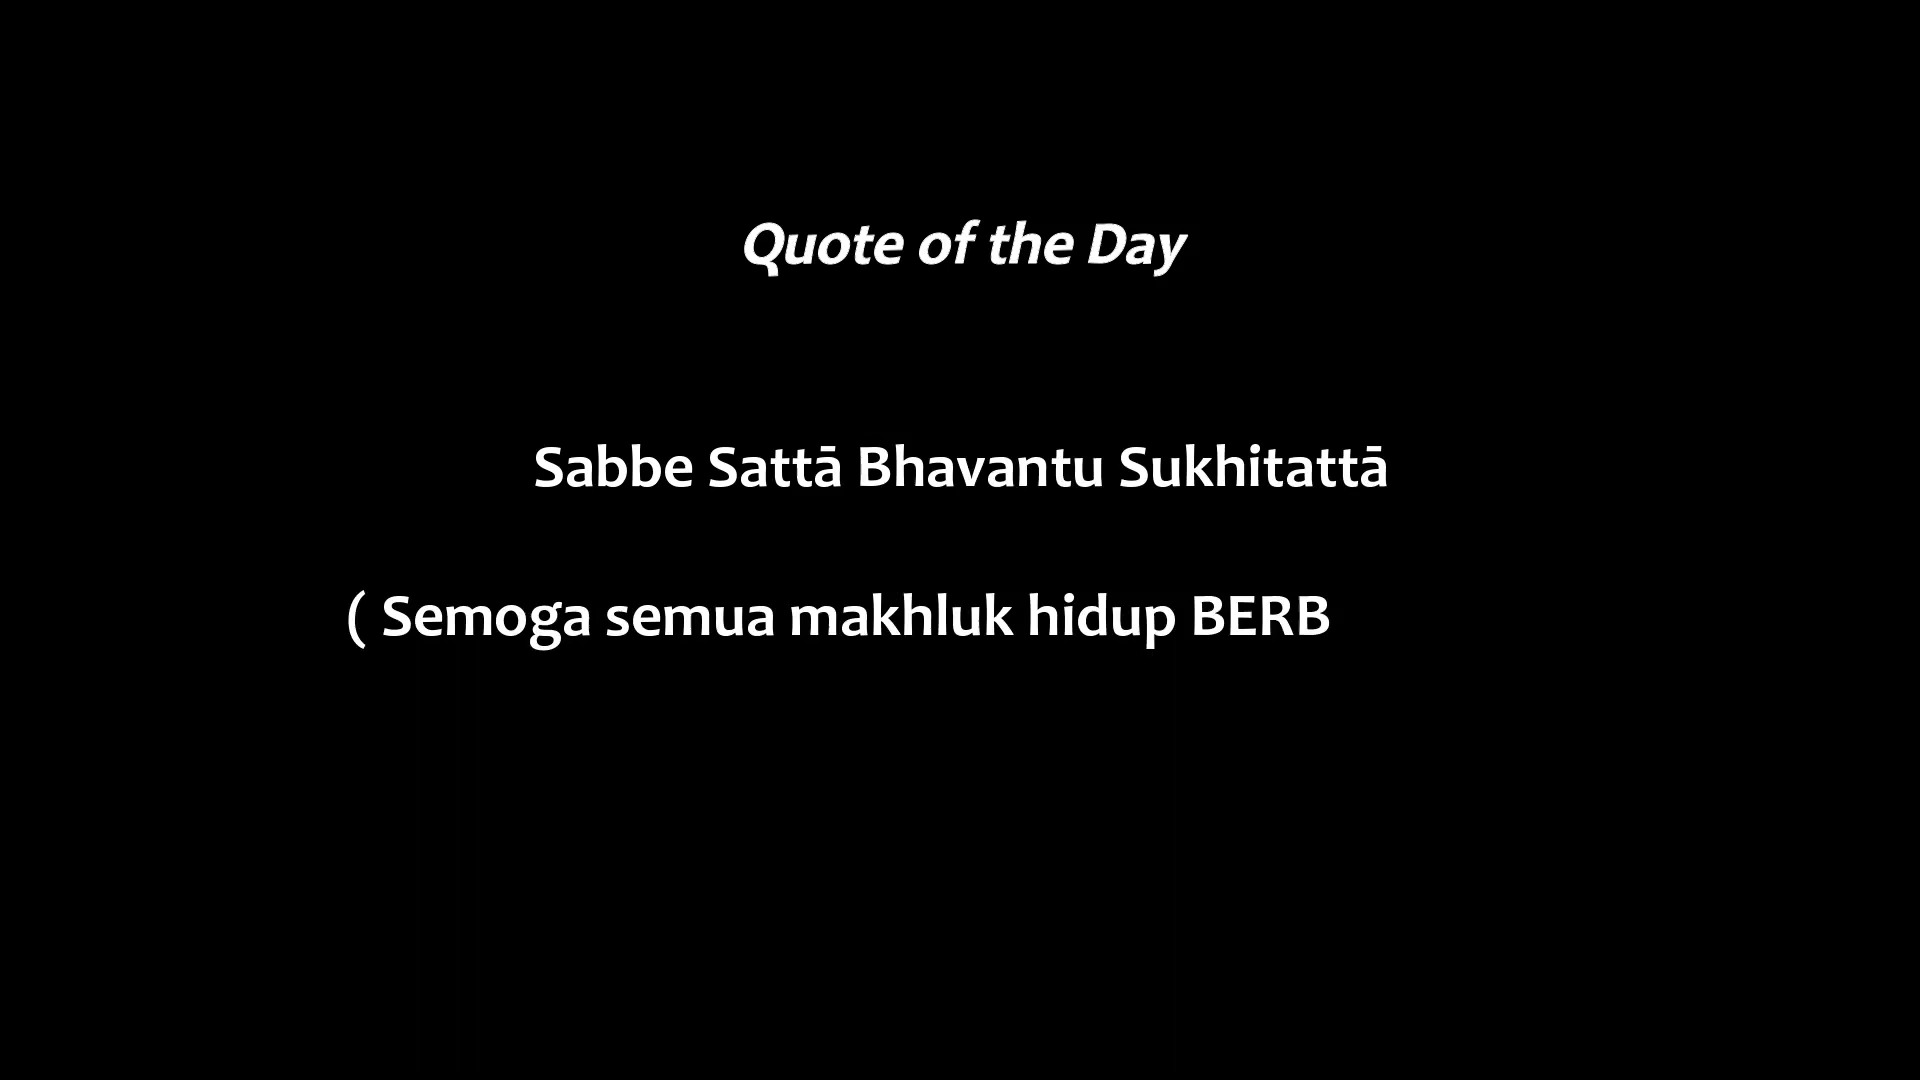 Quote of the Day
Sabbe Sattā Bhavantu Sukhitattā
( Semoga semua makhluk hidup BERB